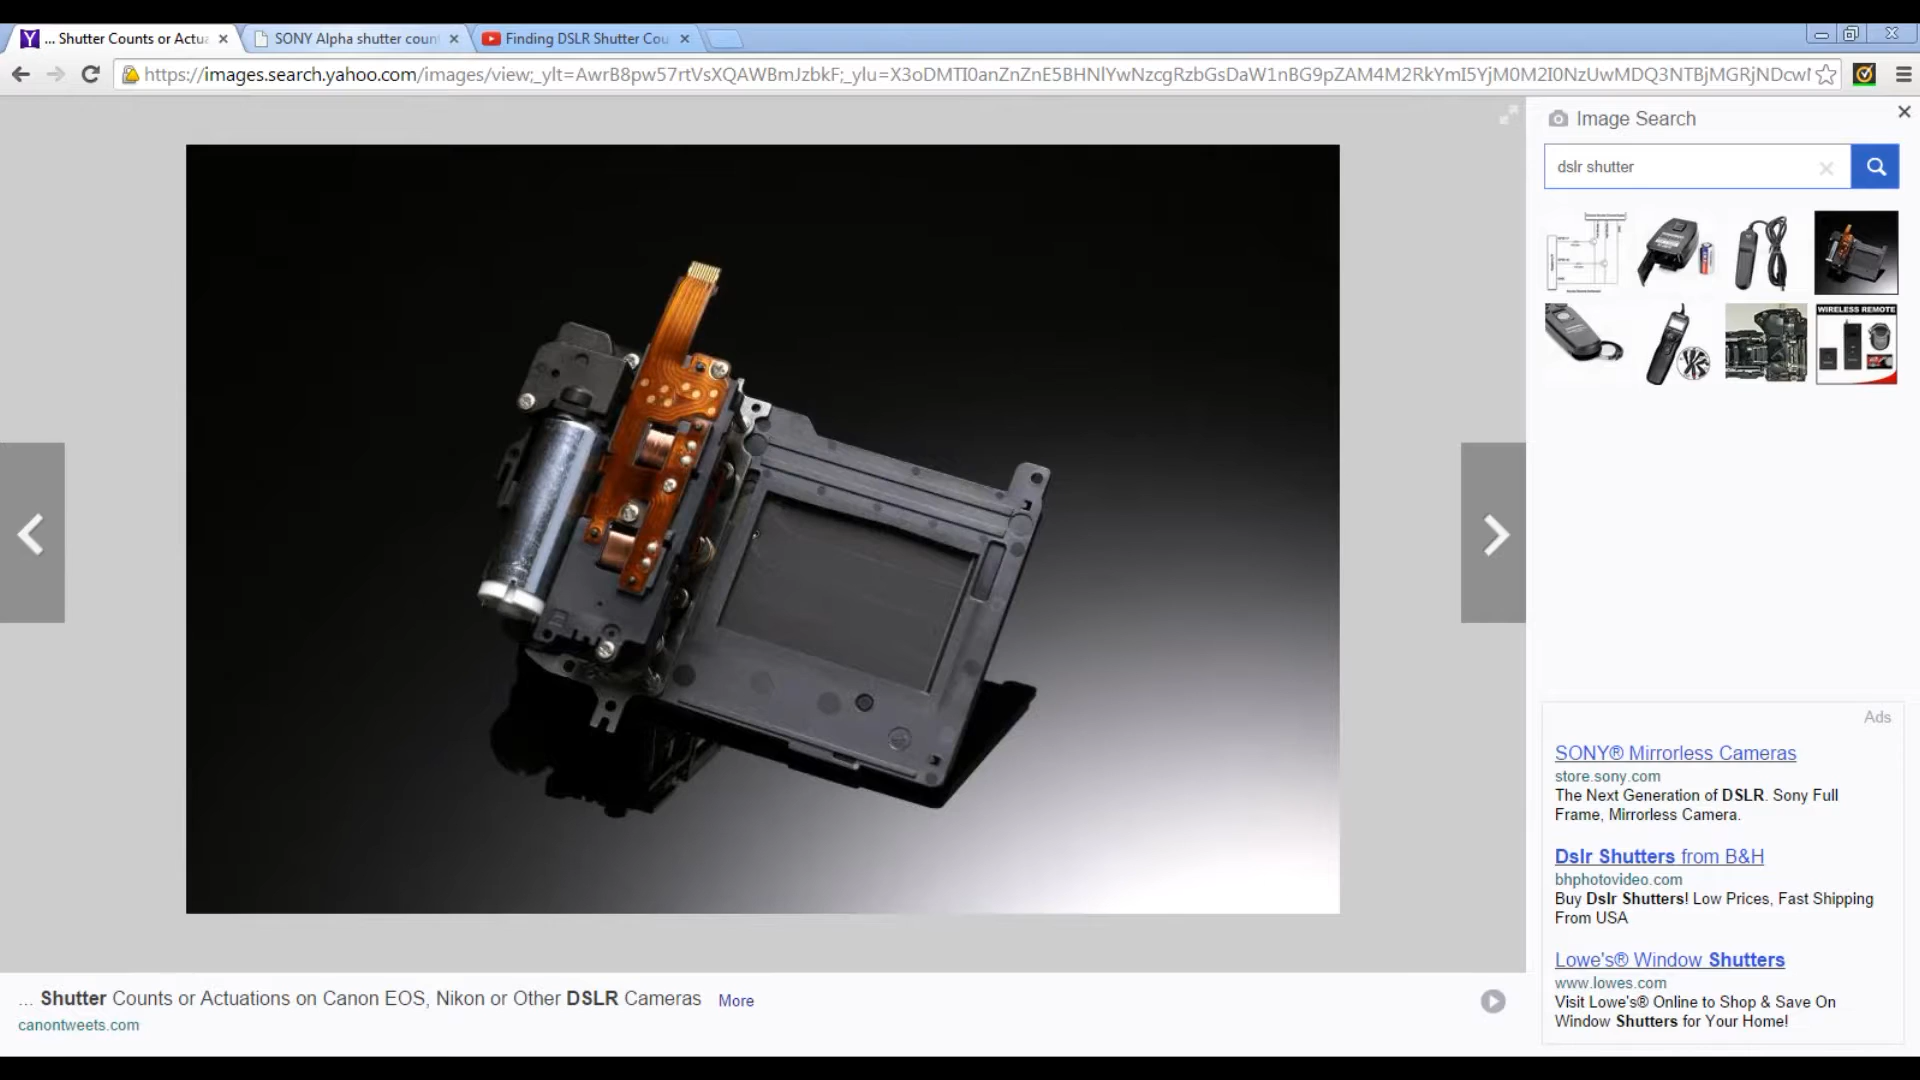 ... Shutter Counts or Actua
SONY Alpha shutter coun
Finding DSLR Shutter Cou
https://images.search.yahoo.com/images/view;_ylt=AwrB8pw57rtVsXQAWBmJzbkF;_ylu=X3oDMTI0anZnZnE5BHNlYwNzcgRzbGsDaW1nBG9pZAM4M2RkYmI5YjM0M2I0NzUwMDQ3NTBjMGRjNDcwI
Image Search
dslr shutter
WIRELESS REMOTE
Ads
SONY® Mirrorless Cameras
store.sony.com
The Next Generation of DSLR. Sony Full
Frame, Mirrorless Camera.
Dslr Shutters from B&H
bhphotovideo.com
Buy Dslr Shutters! Low Prices, Fast Shipping
From USA
Lowe's® Window Shutters
www.lowes.com
Visit Lowe's® Online to Shop & Save On
Window Shutters for Your Home!
... Shutter Counts or Actuations on Canon EOS, Nikon or Other DSLR Cameras More
canontweets.com